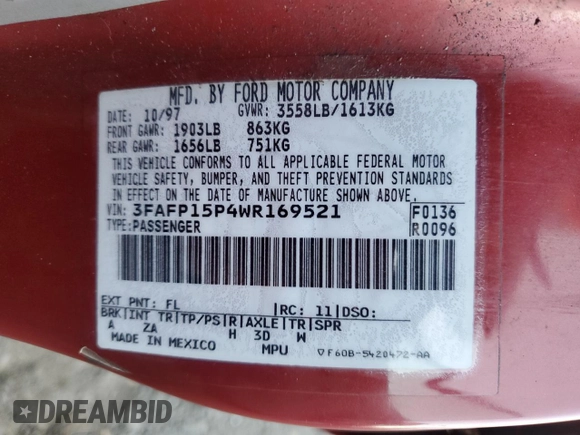 MFD. BY FORD MOTOR COMPANY
DATE: 10/97 GVWR: 3558LB/1613KG
FRONT GAWR: 1903LB 863KG
REAR GAWR: 1656LB 751KG
THIS VEHICLE CONFORMS TO ALL APPLICABLE FEDERAL MOTOR
VEHICLE SAFETY, BUMPER, AND THEFT PREVENTION STANDARDS
IN EFFECT ON THE DATE OF MANUFACTURE SHOWN ABOVE.
VIN: 3FAFP15P4WR169521 F0136
TYPE: PASSENGER R0096
EXT PNT: FL RC: 11 DSO:
BRK INT TR TP/PS R AXLE TR SPR
A ZA H 3D W
MADE IN MEXICO MPU F60B-5420472-AA
DREAMBID